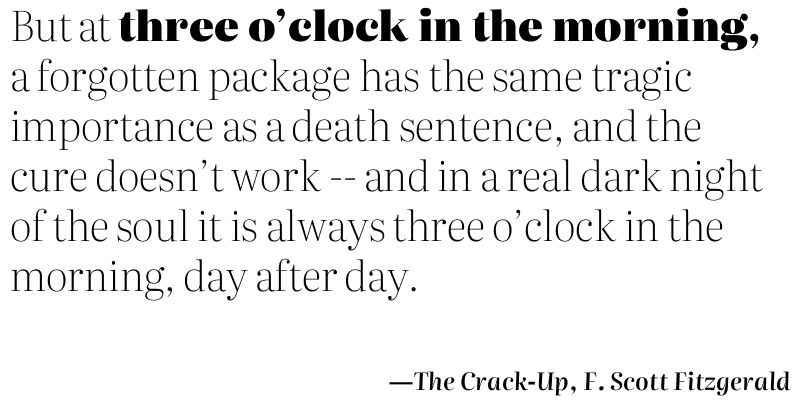 But at three o’clock in the morning,
a forgotten package has the same tragic
importance as a death sentence, and the
cure doesn’t work -- and in a real dark night
of the soul it is always three o’clock in the
morning, day after day.
—The Crack-Up, F. Scott Fitzgerald